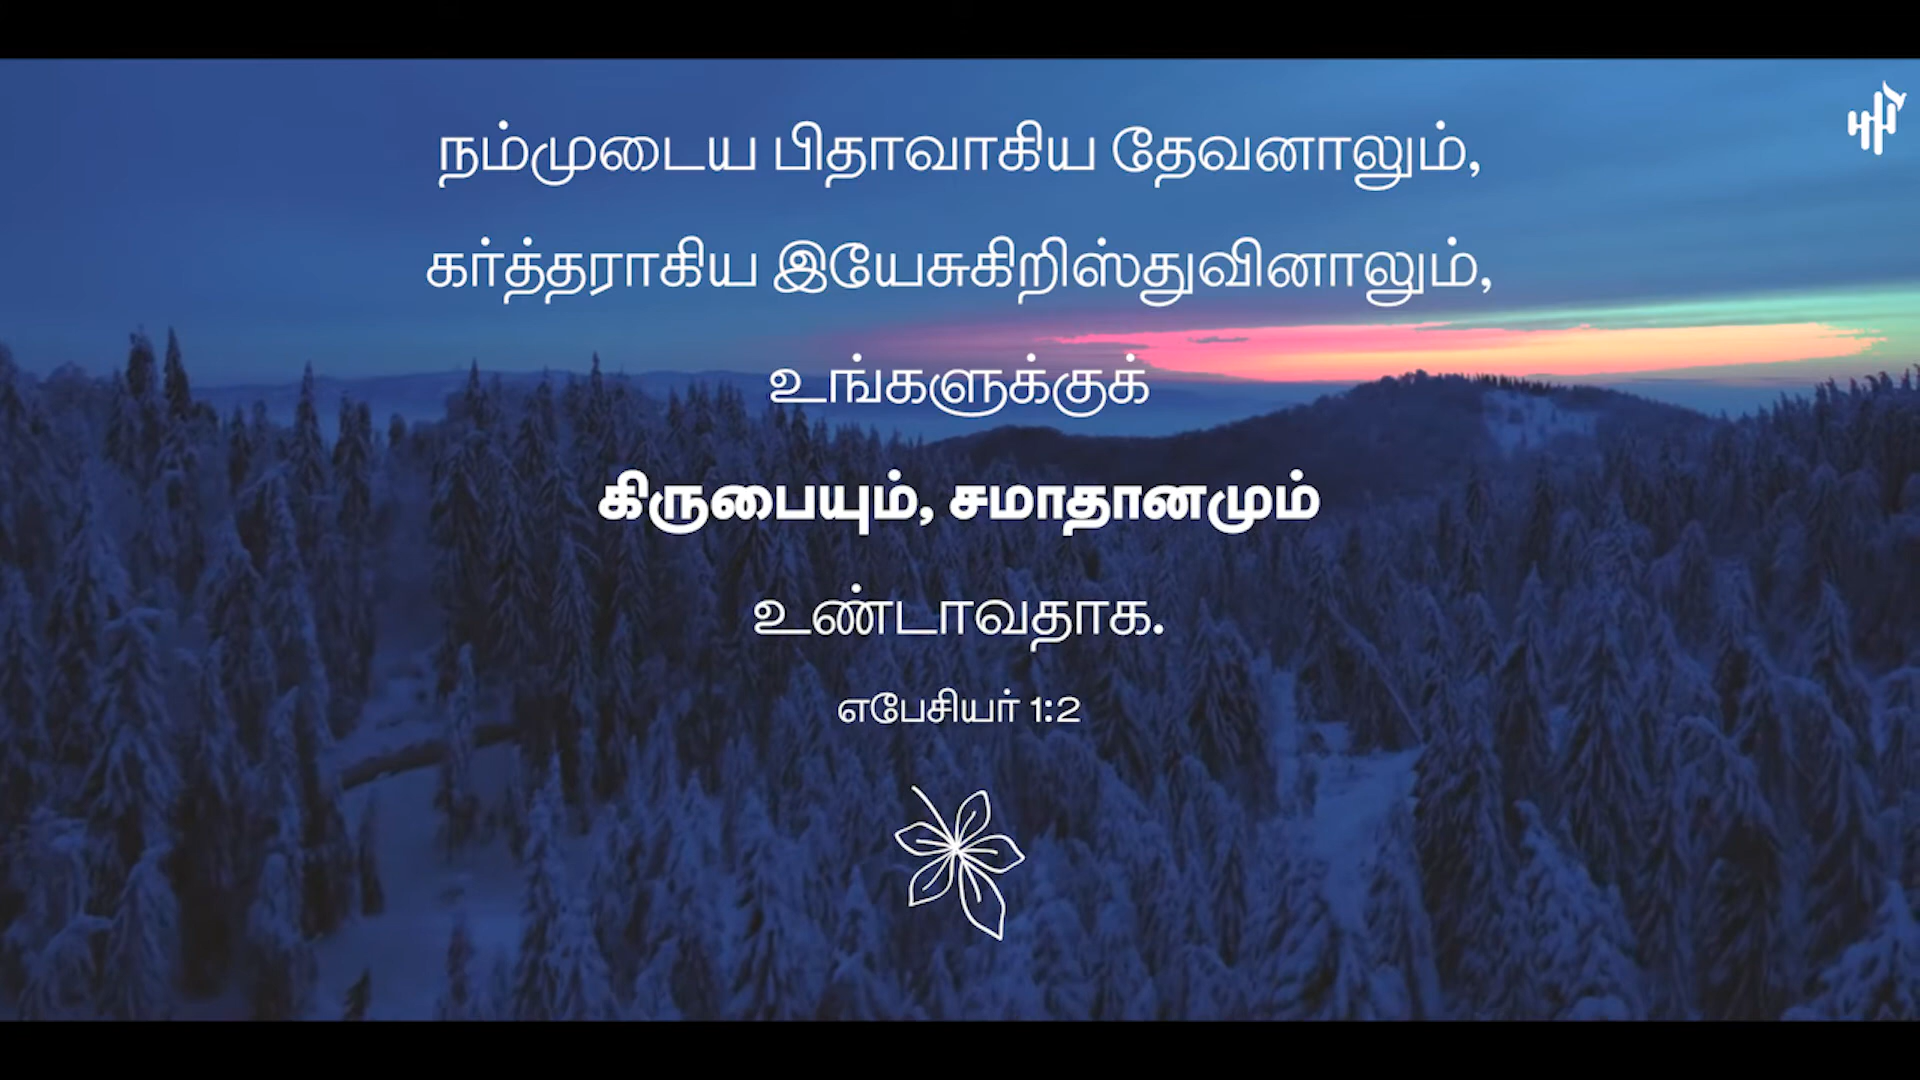 நம்முடைய பிதாவாகிய தேவனாலும்,
கர்த்தராகிய இயேசுகிறிஸ்துவினாலும்,
உங்களுக்குக்
கிருபையும், சமாதானமும்
உண்டாவதாக.
எபேசியர் 1:2